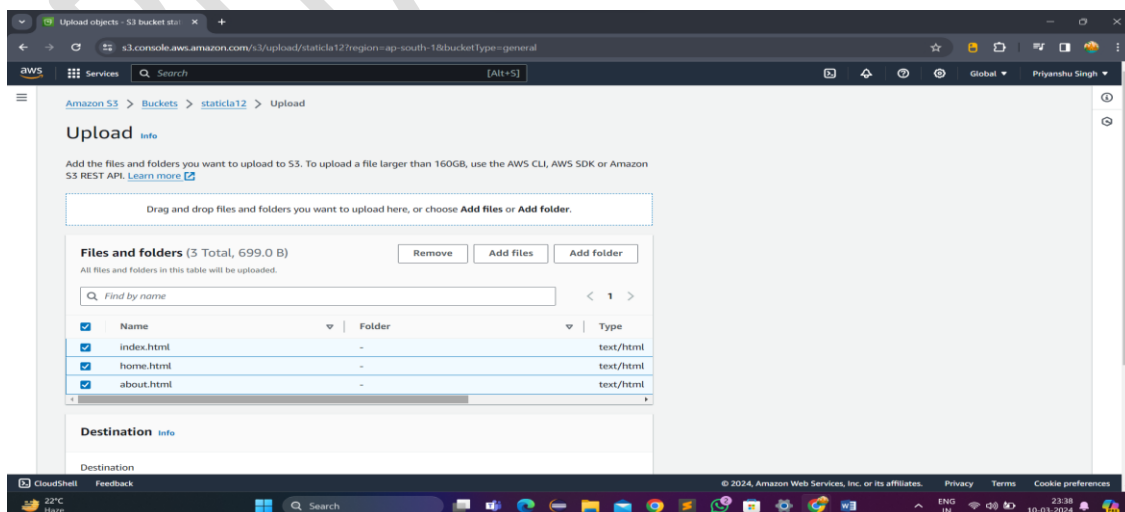 Upload objects - S3 bucket stat
s3.console.aws.amazon.com/s3/upload/staticla12?region=ap-south-1&bucketType=general
aws Services Search [Alt+S] Global Priyanshu Singh
Amazon S3 > Buckets > staticla12 > Upload
Upload Info
Add the files and folders you want to upload to S3. To upload a file larger than 160GB, use the AWS CLI, AWS SDK or Amazon
S3 REST API. Learn more
Drag and drop files and folders you want to upload here, or choose Add files or Add folder.
Files and folders (3 Total, 699.0 B) Remove Add files Add folder
All files and folders in this table will be uploaded.
Find by name 1
Name Folder Type
index.html - text/html
home.html - text/html
about.html - text/html
Destination Info
Destination
CloudShell Feedback © 2024, Amazon Web Services, Inc. or its affiliates. Privacy Terms Cookie preferences
22°C Search ENG 23:38
Haze IN 10-03-2024